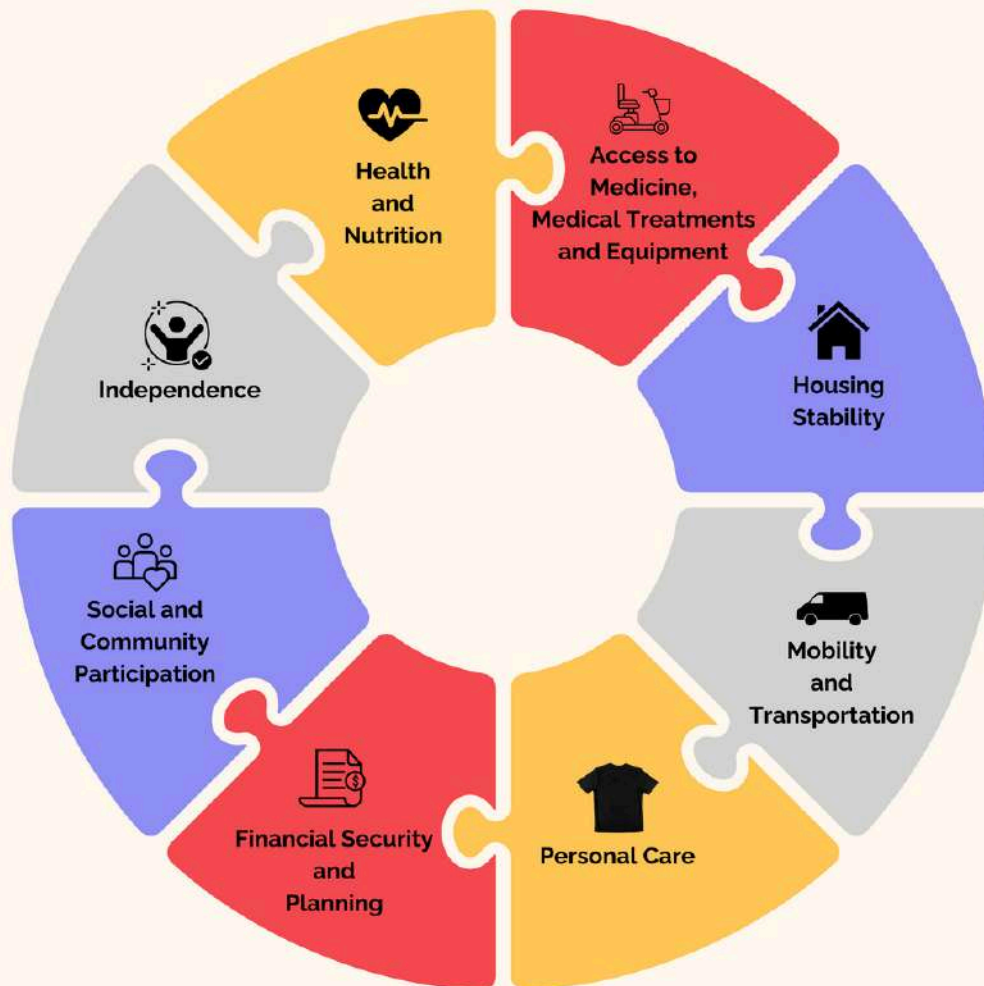 Health
and
Nutrition
Access to
Medicine,
Medical Treatments
and Equipment
Housing
Stability
Mobility
and
Transportation
Personal Care
Financial Security
and
Planning
Social and
Community
Participation
Independence